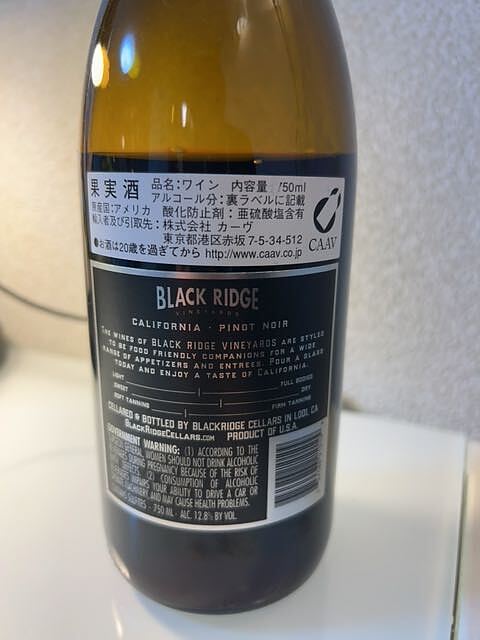 果実酒 品名:ワイン 内容量 750ml
アルコール分:裏ラベルに記載
原産国:アメリカ 酸化防止剤:亜硫酸塩含有
輸入者及び引取先:株式会社 カーヴ
東京都港区赤坂 7-5-34-512
●お酒は20歳を過ぎてから http://www.caav.co.jp
CAAV
BLACK RIDGE
VINEYARDS
CALIFORNIA · PINOT NOIR
THE WINES OF BLACK RIDGE VINEYARDS ARE STYLED
TO BE FOOD FRIENDLY COMPANIONS FOR A WIDE
RANGE OF APPETIZERS AND ENTREES. POUR A GLASS
TODAY AND ENJOY A TASTE OF CALIFORNIA.
LIGHT FULL BODIED
SWEET DRY
SOFT TANNINS FIRM TANNINS
CELLARED & BOTTLED BY BLACKRIDGE CELLARS IN LODI, CA
BLACKRIDGECELLARS.COM PRODUCT OF U.S.A.
GOVERNMENT WARNING: (1) ACCORDING TO THE
GENERAL, WOMEN SHOULD NOT DRINK ALCOHOLIC
DURING PREGNANCY BECAUSE OF THE RISK OF
DEFECTS. (2) CONSUMPTION OF ALCOHOLIC
IMPAIRS YOUR ABILITY TO DRIVE A CAR OR
MACHINERY AND MAY CAUSE HEALTH PROBLEMS.
SULFITES - 750 ML - ALC. 12.8% BY VOL.